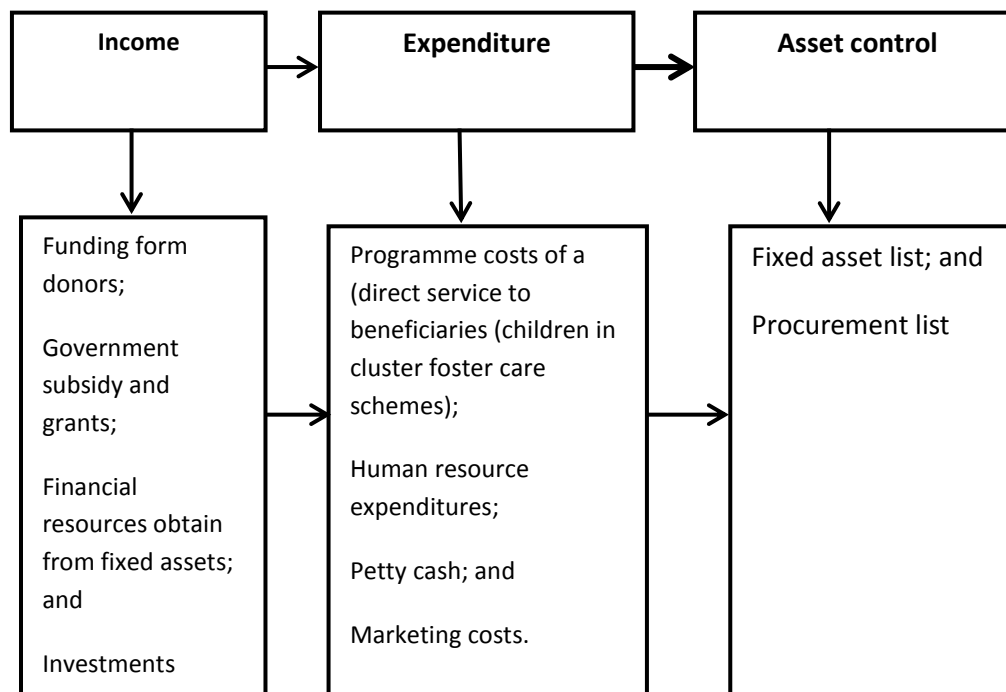 Income
Expenditure
Asset control
Funding form
donors;
Government
subsidy and
grants;
Financial
resources obtain
from fixed assets;
and
Investments
Programme costs of a
(direct service to
beneficiaries (children in
cluster foster care
schemes);
Human resource
expenditures;
Petty cash; and
Marketing costs.
Fixed asset list; and
Procurement list